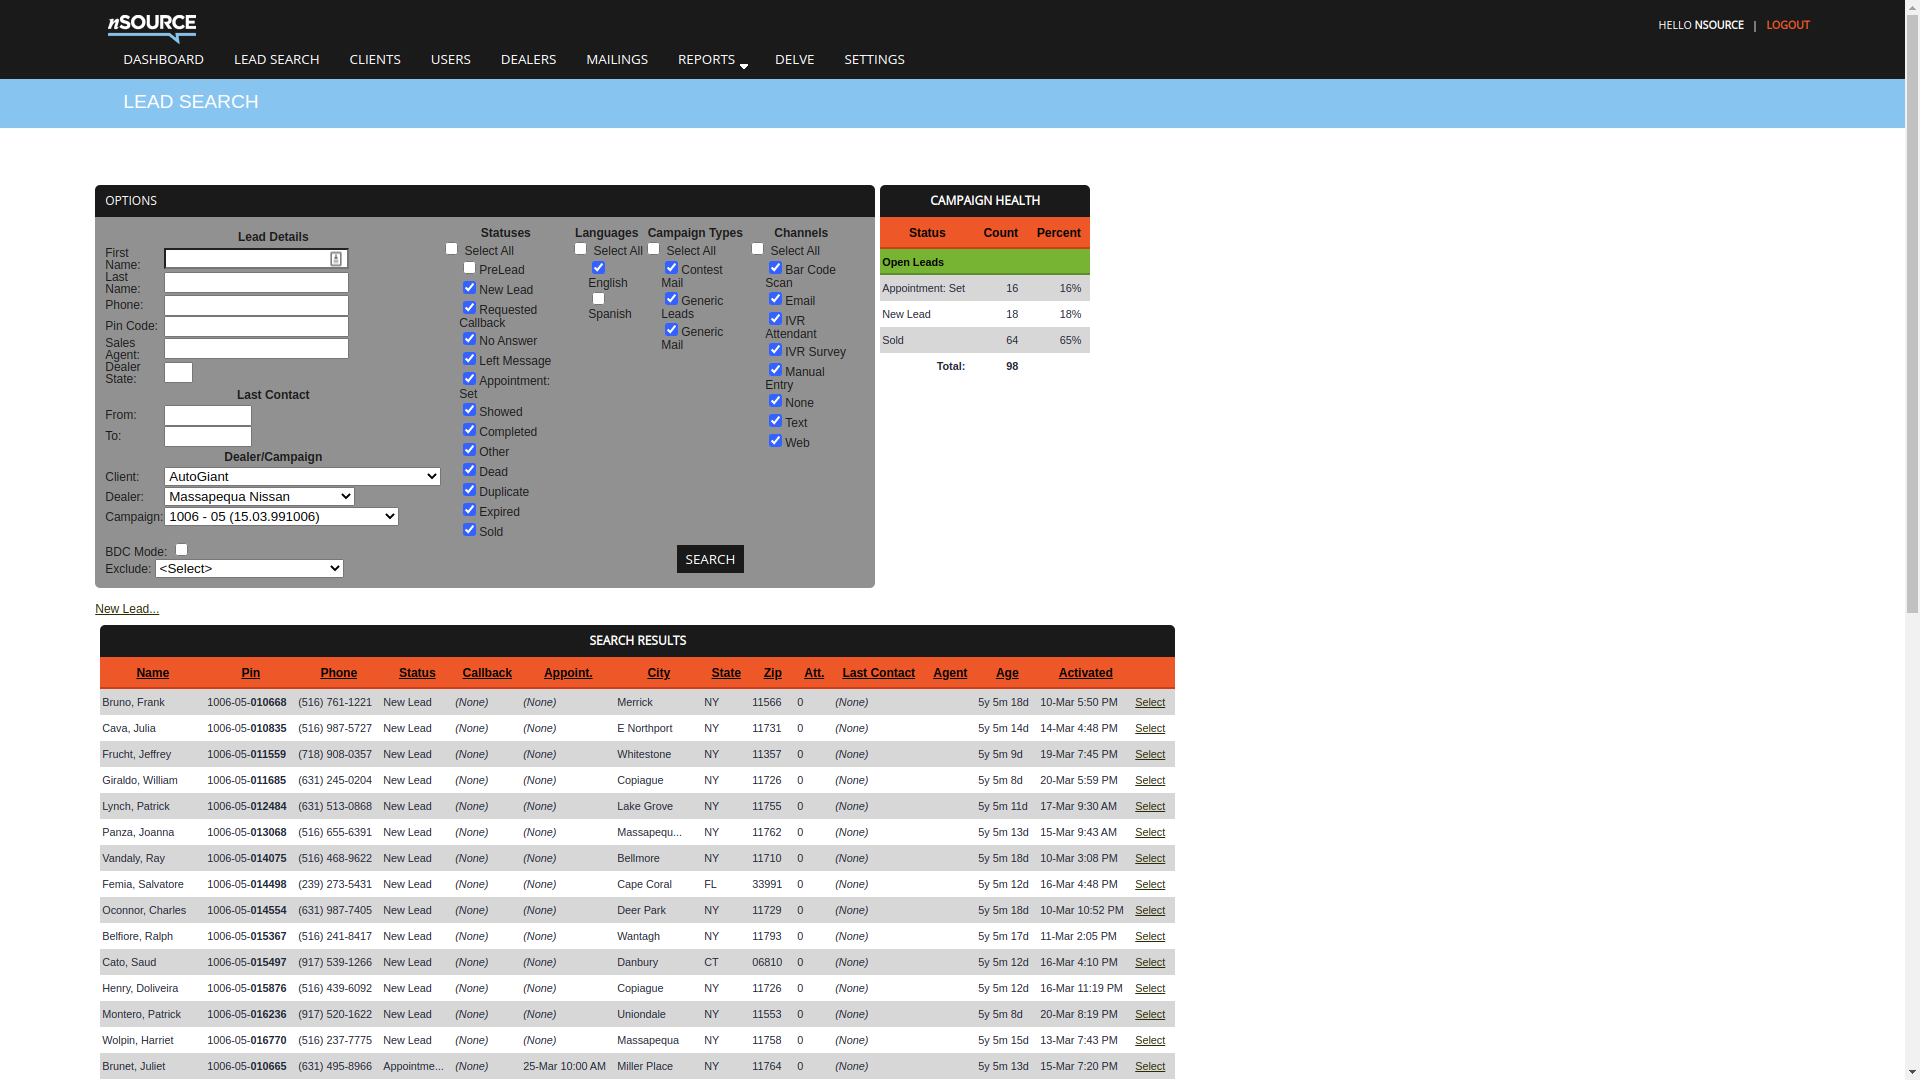 nSOURCE
HELLO NSOURCE | LOGOUT
DASHBOARD LEAD SEARCH CLIENTS USERS DEALERS MAILINGS REPORTS DELVE SETTINGS
LEAD SEARCH
OPTIONS
Lead Details
First Name:
Last Name:
Phone:
Pin Code:
Sales Agent:
Dealer State:
Last Contact
From:
To:
Dealer/Campaign
Client: AutoGiant
Dealer: Massapequa Nissan
Campaign: 1006 - 05 (15.03.991006)
BDC Mode:
Exclude: <Select>
Statuses
Select All
PreLead
New Lead
Requested Callback
No Answer
Left Message
Appointment: Set
Showed
Completed
Other
Dead
Duplicate
Expired
Sold
Languages
Select All
English
Spanish
Campaign Types
Select All
Contest Mail
Generic Leads
Generic Mail
Channels
Select All
Bar Code Scan
Email
IVR Attendant
IVR Survey
Manual Entry
None
Text
Web
SEARCH
CAMPAIGN HEALTH
Status Count Percent
Open Leads
Appointment: Set 16 16%
New Lead 18 18%
Sold 64 65%
Total: 98
New Lead...
SEARCH RESULTS
Name Pin Phone Status Callback Appoint. City State Zip Att. Last Contact Agent Age Activated
Bruno, Frank 1006-05-010668 (516) 761-1221 New Lead (None) (None) Merrick NY 11566 0 (None) 5y 5m 18d 10-Mar 5:50 PM Select
Cava, Julia 1006-05-010835 (516) 987-5727 New Lead (None) (None) E Northport NY 11731 0 (None) 5y 5m 14d 14-Mar 4:48 PM Select
Frucht, Jeffrey 1006-05-011559 (718) 908-0357 New Lead (None) (None) Whitestone NY 11357 0 (None) 5y 5m 9d 19-Mar 7:45 PM Select
Giraldo, William 1006-05-011685 (631) 245-0204 New Lead (None) (None) Copiague NY 11726 0 (None) 5y 5m 8d 20-Mar 5:59 PM Select
Lynch, Patrick 1006-05-012484 (631) 513-0868 New Lead (None) (None) Lake Grove NY 11755 0 (None) 5y 5m 11d 17-Mar 9:30 AM Select
Panza, Joanna 1006-05-013068 (516) 655-6391 New Lead (None) (None) Massapequ... NY 11762 0 (None) 5y 5m 13d 15-Mar 9:43 AM Select
Vandaly, Ray 1006-05-014075 (516) 468-9622 New Lead (None) (None) Bellmore NY 11710 0 (None) 5y 5m 18d 10-Mar 3:08 PM Select
Femia, Salvatore 1006-05-014498 (239) 273-5431 New Lead (None) (None) Cape Coral FL 33991 0 (None) 5y 5m 12d 16-Mar 4:48 PM Select
Oconnor, Charles 1006-05-014554 (631) 987-7405 New Lead (None) (None) Deer Park NY 11729 0 (None) 5y 5m 18d 10-Mar 10:52 PM Select
Belfiore, Ralph 1006-05-015367 (516) 241-8417 New Lead (None) (None) Wantagh NY 11793 0 (None) 5y 5m 17d 11-Mar 2:05 PM Select
Cato, Saud 1006-05-015497 (917) 539-1266 New Lead (None) (None) Danbury CT 06810 0 (None) 5y 5m 12d 16-Mar 4:10 PM Select
Henry, Doliveira 1006-05-015876 (516) 439-6092 New Lead (None) (None) Copiague NY 11726 0 (None) 5y 5m 12d 16-Mar 11:19 PM Select
Montero, Patrick 1006-05-016236 (917) 520-1622 New Lead (None) (None) Uniondale NY 11553 0 (None) 5y 5m 8d 20-Mar 8:19 PM Select
Wolpin, Harriet 1006-05-016770 (516) 237-7775 New Lead (None) (None) Massapequa NY 11758 0 (None) 5y 5m 15d 13-Mar 7:43 PM Select
Brunet, Juliet 1006-05-010665 (631) 495-8966 Appointme... (None) 25-Mar 10:00 AM Miller Place NY 11764 0 (None) 5y 5m 13d 15-Mar 7:20 PM Select